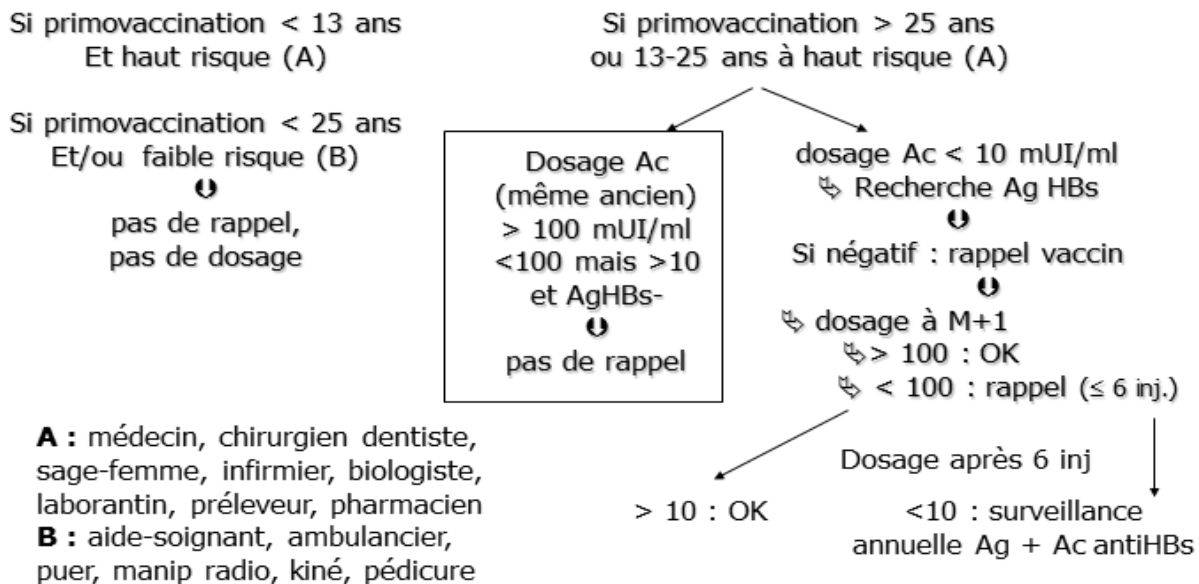 Si primovaccination < 13 ans
Et haut risque (A)
Si primovaccination < 25 ans
Et/ou faible risque (B)
pas de rappel,
pas de dosage
Si primovaccination > 25 ans
ou 13-25 ans à haut risque (A)
Dosage Ac
(même ancien)
> 100 mUI/ml
<100 mais >10
et AgHBs-
pas de rappel
dosage Ac < 10 mUI/ml
Recherche Ag HBs
Si négatif : rappel vaccin
dosage à M+1
> 100 : OK
< 100 : rappel (≤ 6 inj.)
Dosage après 6 inj
> 10 : OK
<10 : surveillance
annuelle Ag + Ac antiHBs
A : médecin, chirurgien dentiste,
sage-femme, infirmier, biologiste,
laborantin, préleveur, pharmacien
B : aide-soignant, ambulancier,
puer, manip radio, kiné, pédicure